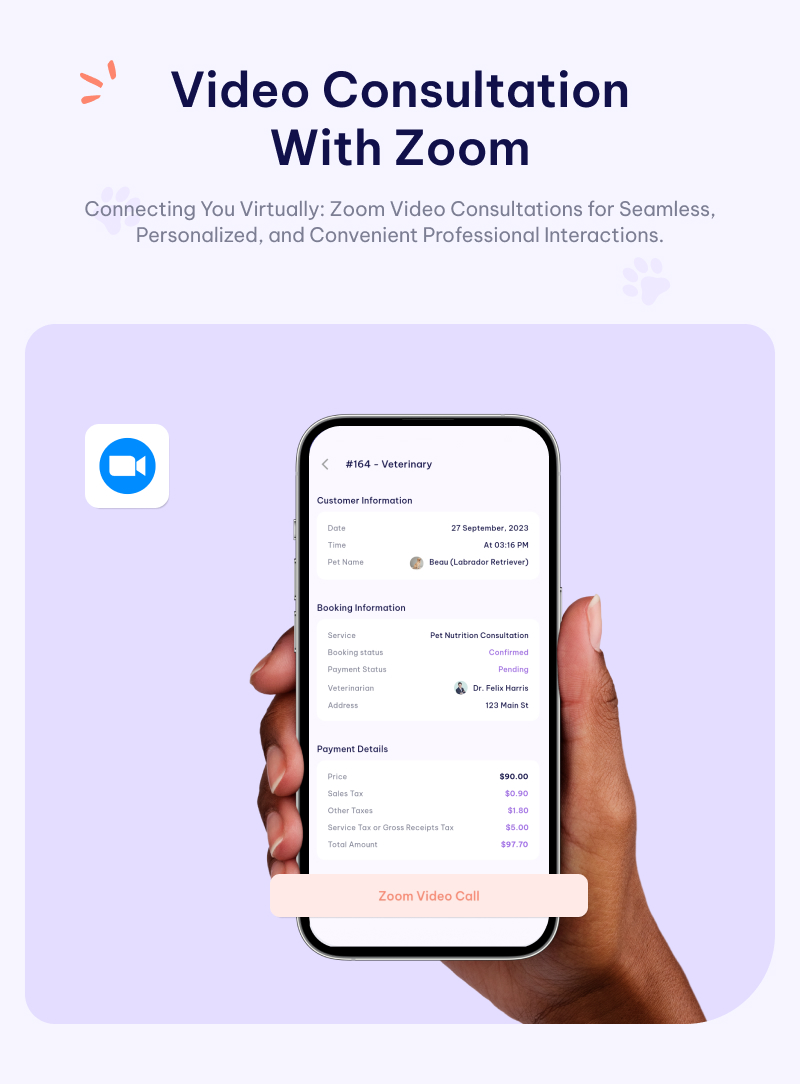 Video Consultation
With Zoom
Connecting You Virtually: Zoom Video Consultations for Seamless,
Personalized, and Convenient Professional Interactions.
#164 - Veterinary
Customer Information
Date 27 September, 2023
Time At 03:16 PM
Pet Name Beau (Labrador Retriever)
Booking Information
Service Pet Nutrition Consultation
Booking status Confirmed
Payment Status Pending
Veterinarian Dr. Felix Harris
Address 123 Main St
Payment Details
Price $90.00
Sales Tax $0.90
Other Taxes $1.80
Service Tax or Gross Receipts Tax $5.00
Total Amount $97.70
Zoom Video Call